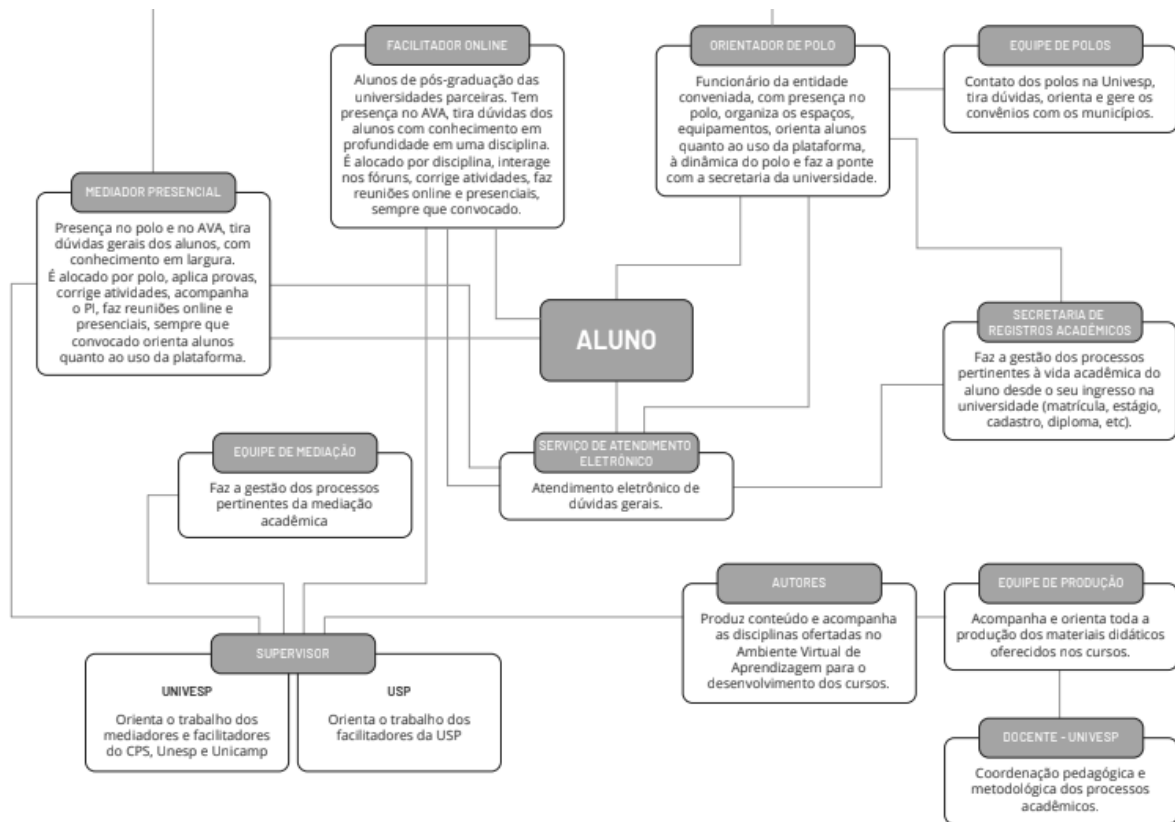 FACILITADOR ONLINE
Alunos de pós-graduação das
universidades parceiras. Tem
presença no AVA, tira dúvidas dos
alunos com conhecimento em
profundidade em uma disciplina.
É alocado por disciplina, interage
nos fóruns, corrige atividades, faz
reuniões online e presenciais,
sempre que convocado.
ORIENTADOR DE POLO
Funcionário da entidade
conveniada, com presença no
polo, organiza os espaços,
equipamentos, orienta alunos
quanto ao uso da plataforma,
à dinâmica do polo e faz a ponte
com a secretaria da universidade.
EQUIPE DE POLOS
Contato dos polos na Univesp,
tira dúvidas, orienta e gere os
convênios com os municípios.
MEDIADOR PRESENCIAL
Presença no polo e no AVA, tira
dúvidas gerais dos alunos, com
conhecimento em largura.
É alocado por polo, aplica provas,
corrige atividades, acompanha
o PI, faz reuniões online e
presenciais, sempre que
convocado orienta alunos
quanto ao uso da plataforma.
ALUNO
SECRETARIA DE
REGISTROS ACADÊMICOS
Faz a gestão dos processos
pertinentes à vida acadêmica do
aluno desde o seu ingresso na
universidade (matrícula, estágio,
cadastro, diploma, etc).
EQUIPE DE MEDIAÇÃO
Faz a gestão dos processos
pertinentes da mediação
acadêmica
SERVIÇO DE ATENDIMENTO
ELETRÔNICO
Atendimento eletrônico de
dúvidas gerais.
AUTORES
Produz conteúdo e acompanha
as disciplinas ofertadas no
Ambiente Virtual de
Aprendizagem para o
desenvolvimento dos cursos.
EQUIPE DE PRODUÇÃO
Acompanha e orienta toda a
produção dos materiais didáticos
oferecidos nos cursos.
SUPERVISOR
UNIVESP
Orienta o trabalho dos
mediadores e facilitadores
do CPS, Unesp e Unicamp
USP
Orienta o trabalho dos
facilitadores da USP
DOCENTE - UNIVESP
Coordenação pedagógica e
metodológica dos processos
acadêmicos.